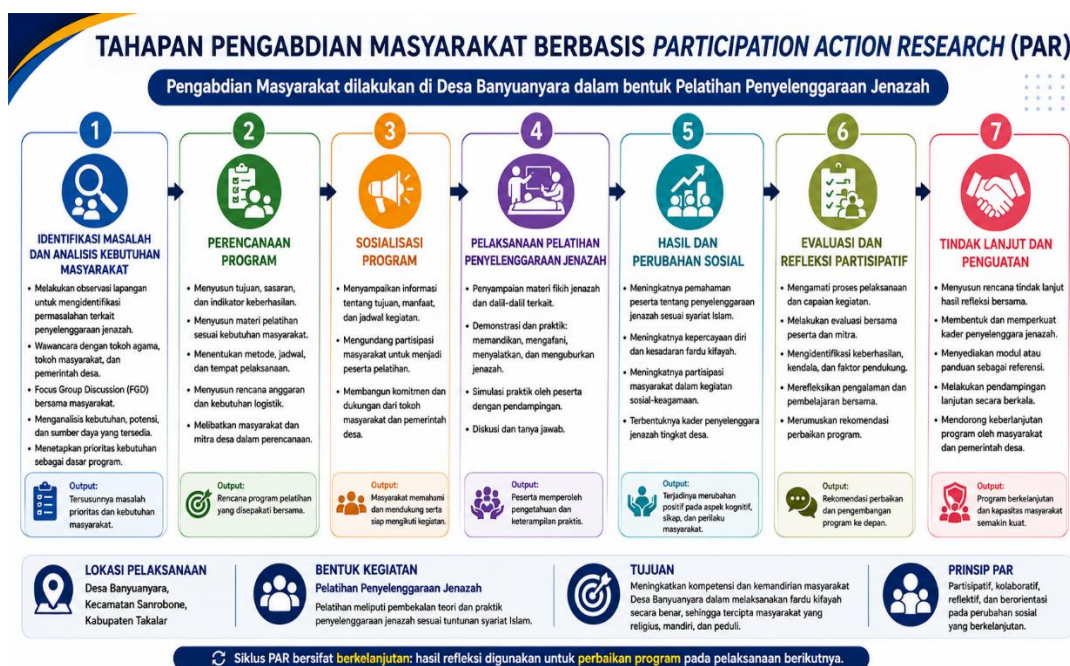 TAHAPAN PENGABDIAN MASYARAKAT BERBASIS PARTICIPATION ACTION RESEARCH (PAR)
Pengabdian Masyarakat dilakukan di Desa Banyuanyara dalam bentuk Pelatihan Penyelenggaraan Jenazah
1
IDENTIFIKASI MASALAH
DAN ANALISIS KEBUTUHAN
MASYARAKAT
• Melakukan observasi lapangan
untuk mengidentifikasi
permasalahan terkait
penyelenggaraan jenazah.
• Wawancara dengan tokoh agama,
tokoh masyarakat, dan
pemerintah desa.
• Focus Group Discussion (FGD)
bersama masyarakat.
• Menganalisis kebutuhan, potensi,
dan sumber daya yang tersedia.
• Menetapkan prioritas kebutuhan
sebagai dasar program.
Output:
Tersusunnya masalah
prioritas dan kebutuhan
masyarakat.
2
PERENCANAAN
PROGRAM
• Menyusun tujuan, sasaran,
dan indikator keberhasilan.
• Menyusun materi pelatihan
sesuai kebutuhan masyarakat.
• Menentukan metode, jadwal,
dan tempat pelaksanaan.
• Menyusun rencana anggaran
dan kebutuhan logistik.
• Melibatkan masyarakat dan
mitra desa dalam perencanaan.
Output:
Rencana program pelatihan
yang disepakati bersama.
3
SOSIALISASI
PROGRAM
• Menyampaikan informasi
tentang tujuan, manfaat,
dan jadwal kegiatan.
• Mengundang partisipasi
masyarakat untuk menjadi
peserta pelatihan.
• Membangun komitmen dan
dukungan dari tokoh
masyarakat dan pemerintah
desa.
Output:
Masyarakat memahami
dan mendukung serta
siap mengikuti kegiatan.
4
PELAKSANAAN PELATIHAN
PENYELENGGARAAN JENAZAH
• Penyampaian materi fikih jenazah
dan dalil-dalil terkait.
• Demonstrasi dan praktik:
memandikan, mengafani,
menyalatkan, dan menguburkan
jenazah.
• Simulasi praktik oleh peserta
dengan pendampingan.
• Diskusi dan tanya jawab.
Output:
Peserta memperoleh
pengetahuan dan
keterampilan praktis.
5
HASIL DAN
PERUBAHAN SOSIAL
• Meningkatnya pemahaman
peserta tentang penyelenggaraan
jenazah sesuai syariat Islam.
• Meningkatnya kepercayaan diri
dan kesadaran fardu kifayah.
• Meningkatnya partisipasi
masyarakat dalam kegiatan
sosial-keagamaan.
• Terbentuknya kader penyelenggara
jenazah tingkat desa.
Output:
Terjadinya merubahan
positif pada aspek kognitif,
sikap, dan perilaku
masyarakat.
6
EVALUASI DAN
REFLEKSI PARTISIPATIF
• Mengamati proses pelaksanaan
dan capaian kegiatan.
• Melakukan evaluasi bersama
peserta dan mitra.
• Mengidentifikasi keberhasilan,
kendala, dan faktor pendukung.
• Merefleksikan pengalaman dan
pembelajaran bersama.
• Merumuskan rekomendasi
perbaikan program.
Output:
Rekomendasi perbaikan
dan pengembangan
program ke depan.
7
TINDAK LANJUT DAN
PENGUATAN
• Menyusun rencana tindak lanjut
hasil refleksi bersama.
• Membentuk dan memperkuat
kader penyelenggara jenazah.
• Menyediakan modul atau
panduan sebagai referensi.
• Melakukan pendampingan
lanjutan secara berkala.
• Mendorong keberlanjutan
program oleh masyarakat
dan pemerintah desa.
Output:
Program berkelanjutan
dan kapasitas masyarakat
semakin kuat.
LOKASI PELAKSANAAN
Desa Banyuanyara,
Kecamatan Sanrobone,
Kabupaten Takalar
BENTUK KEGIATAN
Pelatihan Penyelenggaraan Jenazah
Pelatihan meliputi pembekalan teori dan praktik
penyelenggaraan jenazah sesuai tuntunan syariat Islam.
TUJUAN
Meningkatkan kompetensi dan kemandirian masyarakat
Desa Banyuanyara dalam melaksanakan fardu kifayah
secara benar, sehingga tercipta masyarakat yang
religius, mandiri, dan peduli.
PRINSIP PAR
Partisipatif, kolaboratif,
reflektif, dan berorientasi
pada perubahan sosial
yang berkelanjutan.
Siklus PAR bersifat berkelanjutan: hasil refleksi digunakan untuk perbaikan program pada pelaksanaan berikutnya.